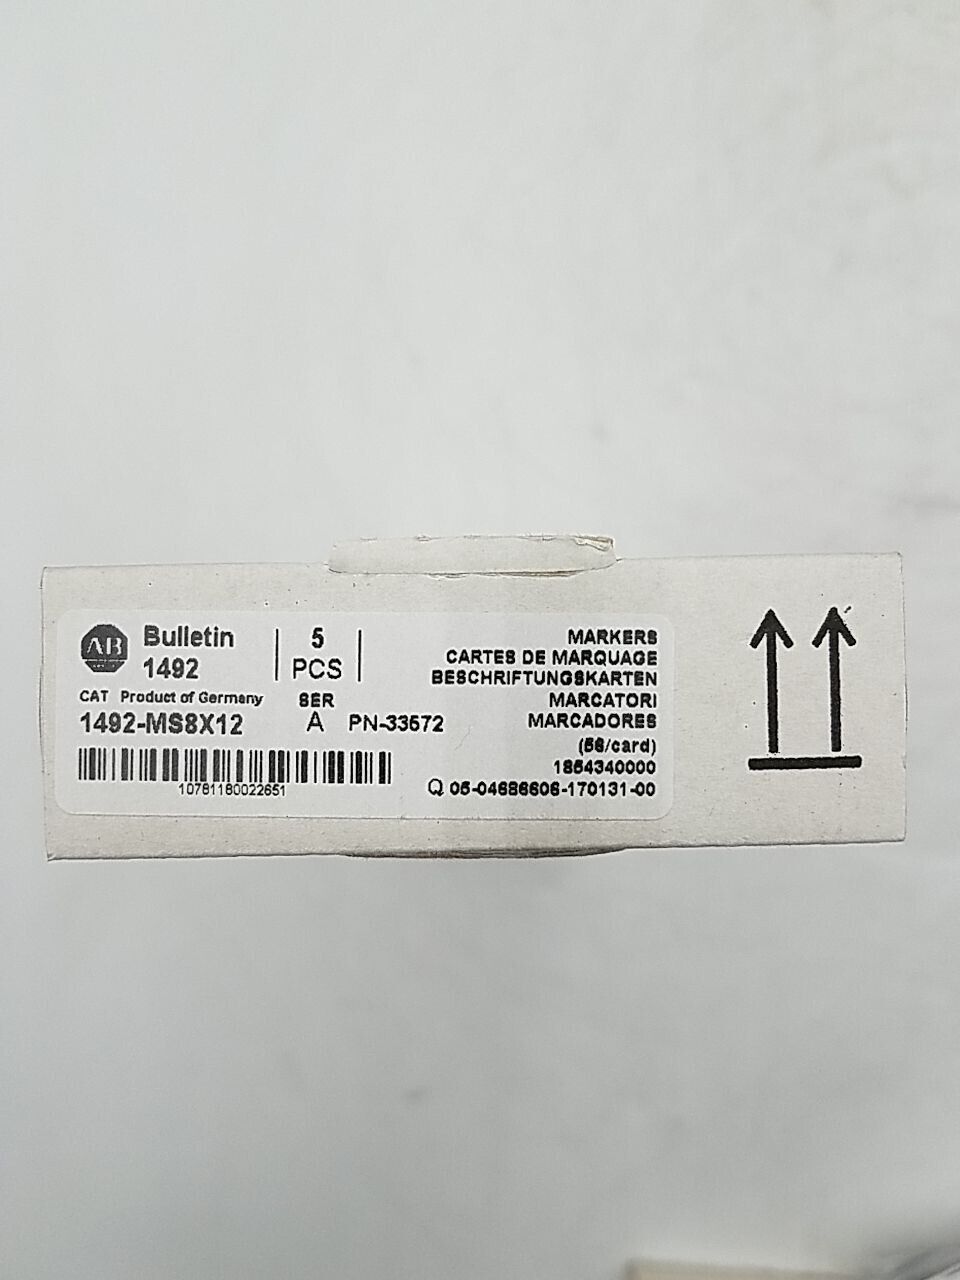 AB
Bulletin
1492
5
PCS
CAT Product of Germany
SER
1492-MS8X12
A PN-33572
10781180022651
MARKERS
CARTES DE MARQUAGE
BESCHRIFTUNGSKARTEN
MARCATORI
MARCADORES
(56/card)
1854340000
Q 05-04686606-170131-00